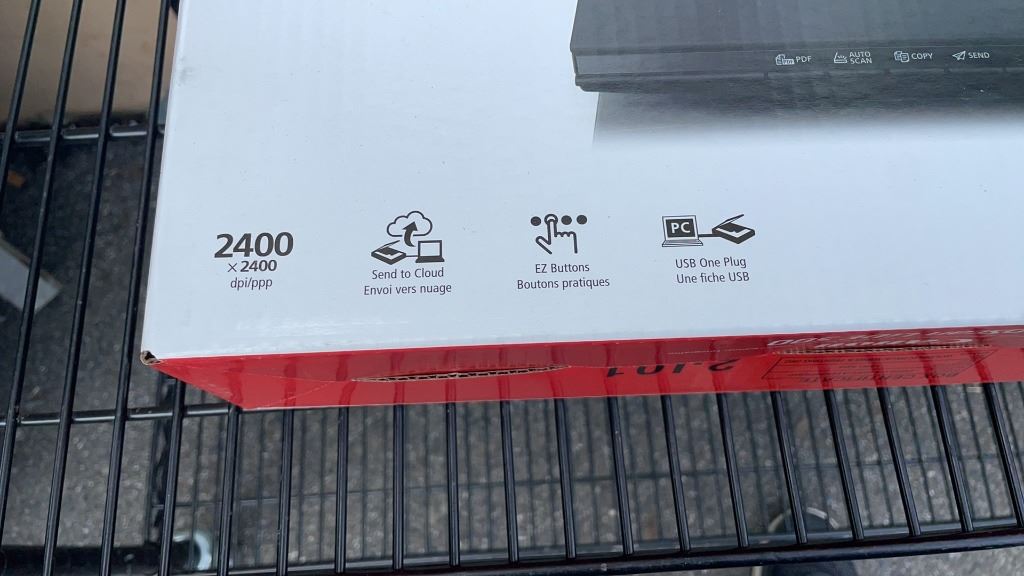 PDF PDF
AUTO
SCAN
COPY
SEND
2400
× 2400
dpi/ppp
Send to Cloud
Envoi vers nuage
EZ Buttons
Boutons pratiques
PC
USB One Plug
Une fiche USB